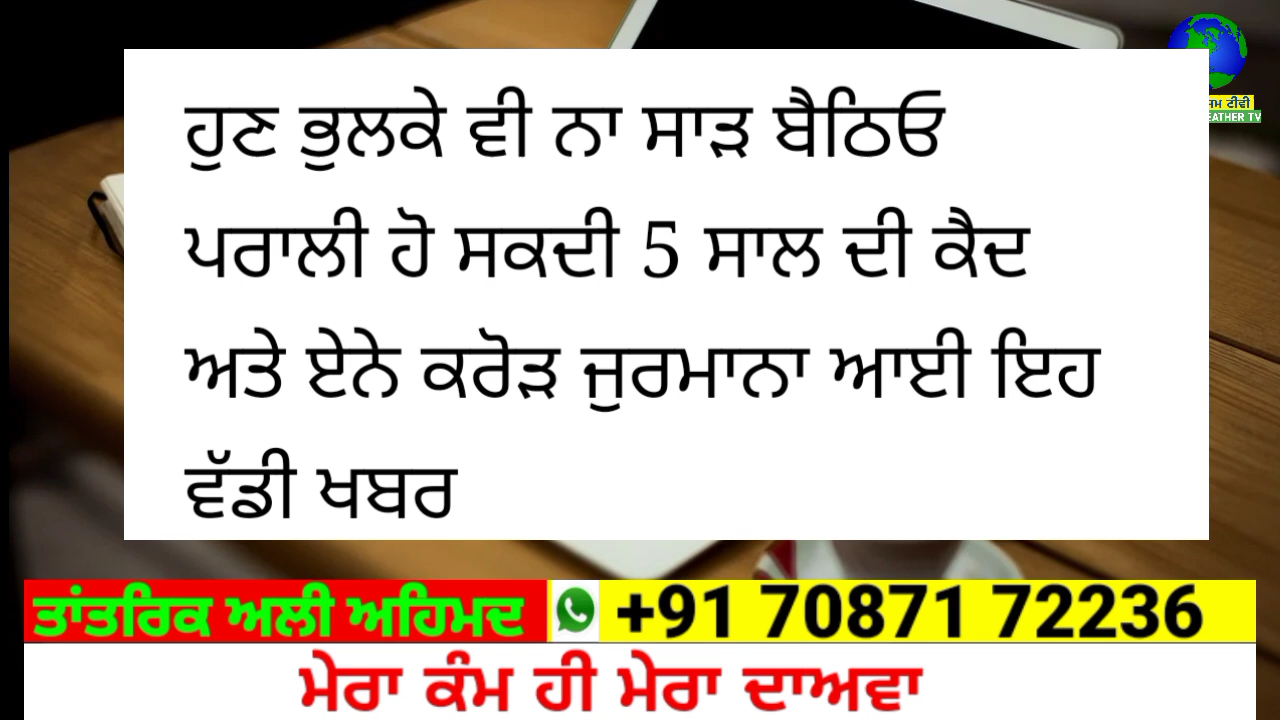 ਹੁਣ ਭੁਲਕੇ ਵੀ ਨਾ ਸਾੜ ਬੈਠਿਓ
ਪਰਾਲੀ ਹੋ ਸਕਦੀ 5 ਸਾਲ ਦੀ ਕੈਦ
ਅਤੇ ਏਨੇ ਕਰੋੜ ਜੁਰਮਾਨਾ ਆਈ ਇਹ
ਵੱਡੀ ਖਬਰ
ਟੀਵੀ
TV
ਤਾਂਤਰਿਕ ਅਲੀ ਅਹਿਮਦ +91 70871 72236
ਮੇਰਾ ਕੰਮ ਹੀ ਮੇਰਾ ਦਾਅਵਾ